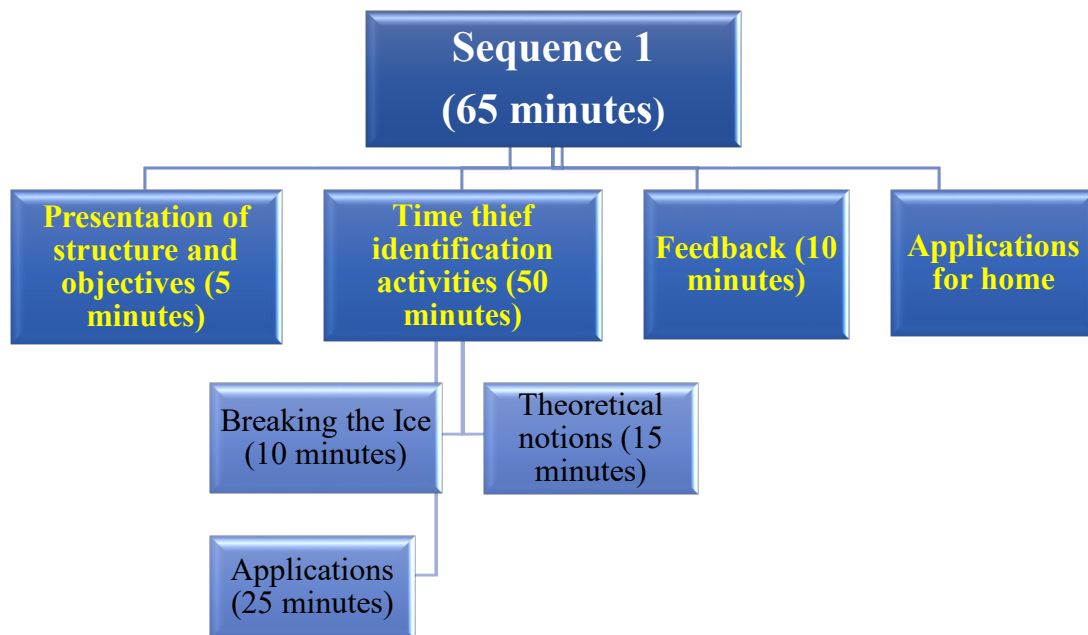 Sequence 1
(65 minutes)
Presentation of
structure and
objectives (5
minutes)
Time thief
identification
activities (50
minutes)
Feedback (10
minutes)
Applications
for home
Breaking the Ice
(10 minutes)
Theoretical
notions (15
minutes)
Applications
(25 minutes)